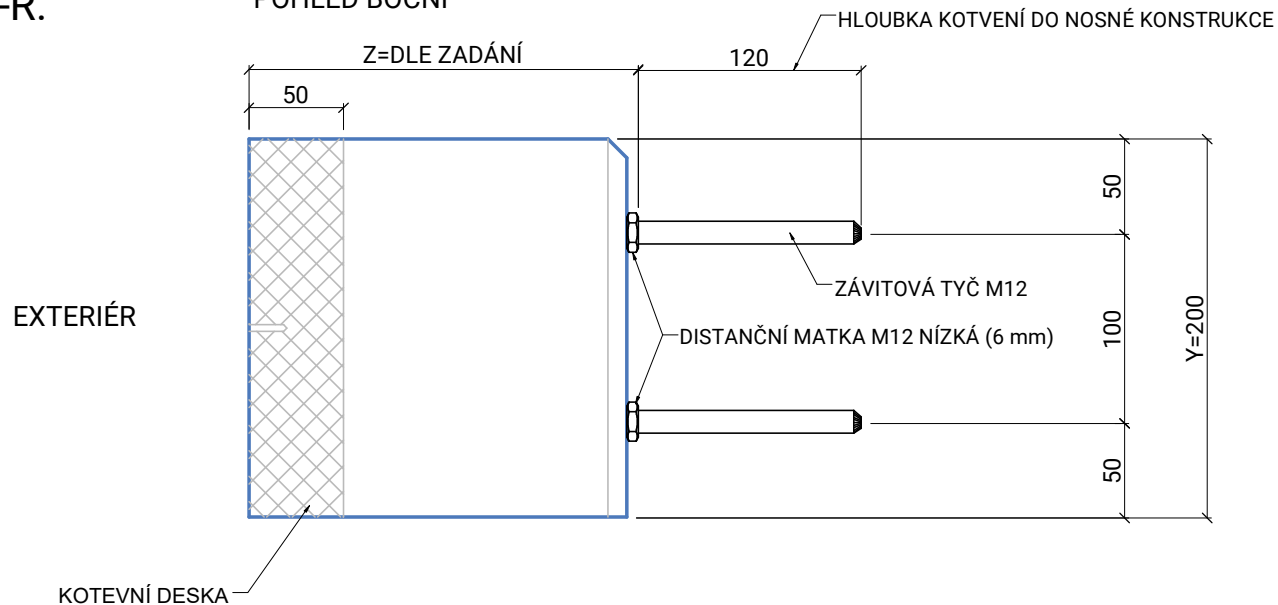 -R.
POHLED BOČNÍ
HLOUBKA KOTVENÍ DO NOSNÉ KONSTRUKCE
Z=DLE ZADÁNÍ
120
50
50
ZÁVITOVÁ TYČ M12
EXTERIÉR
DISTANČNÍ MATKA M12 NÍZKÁ (6 mm)
100
Y=200
50
KOTEVNÍ DESKA